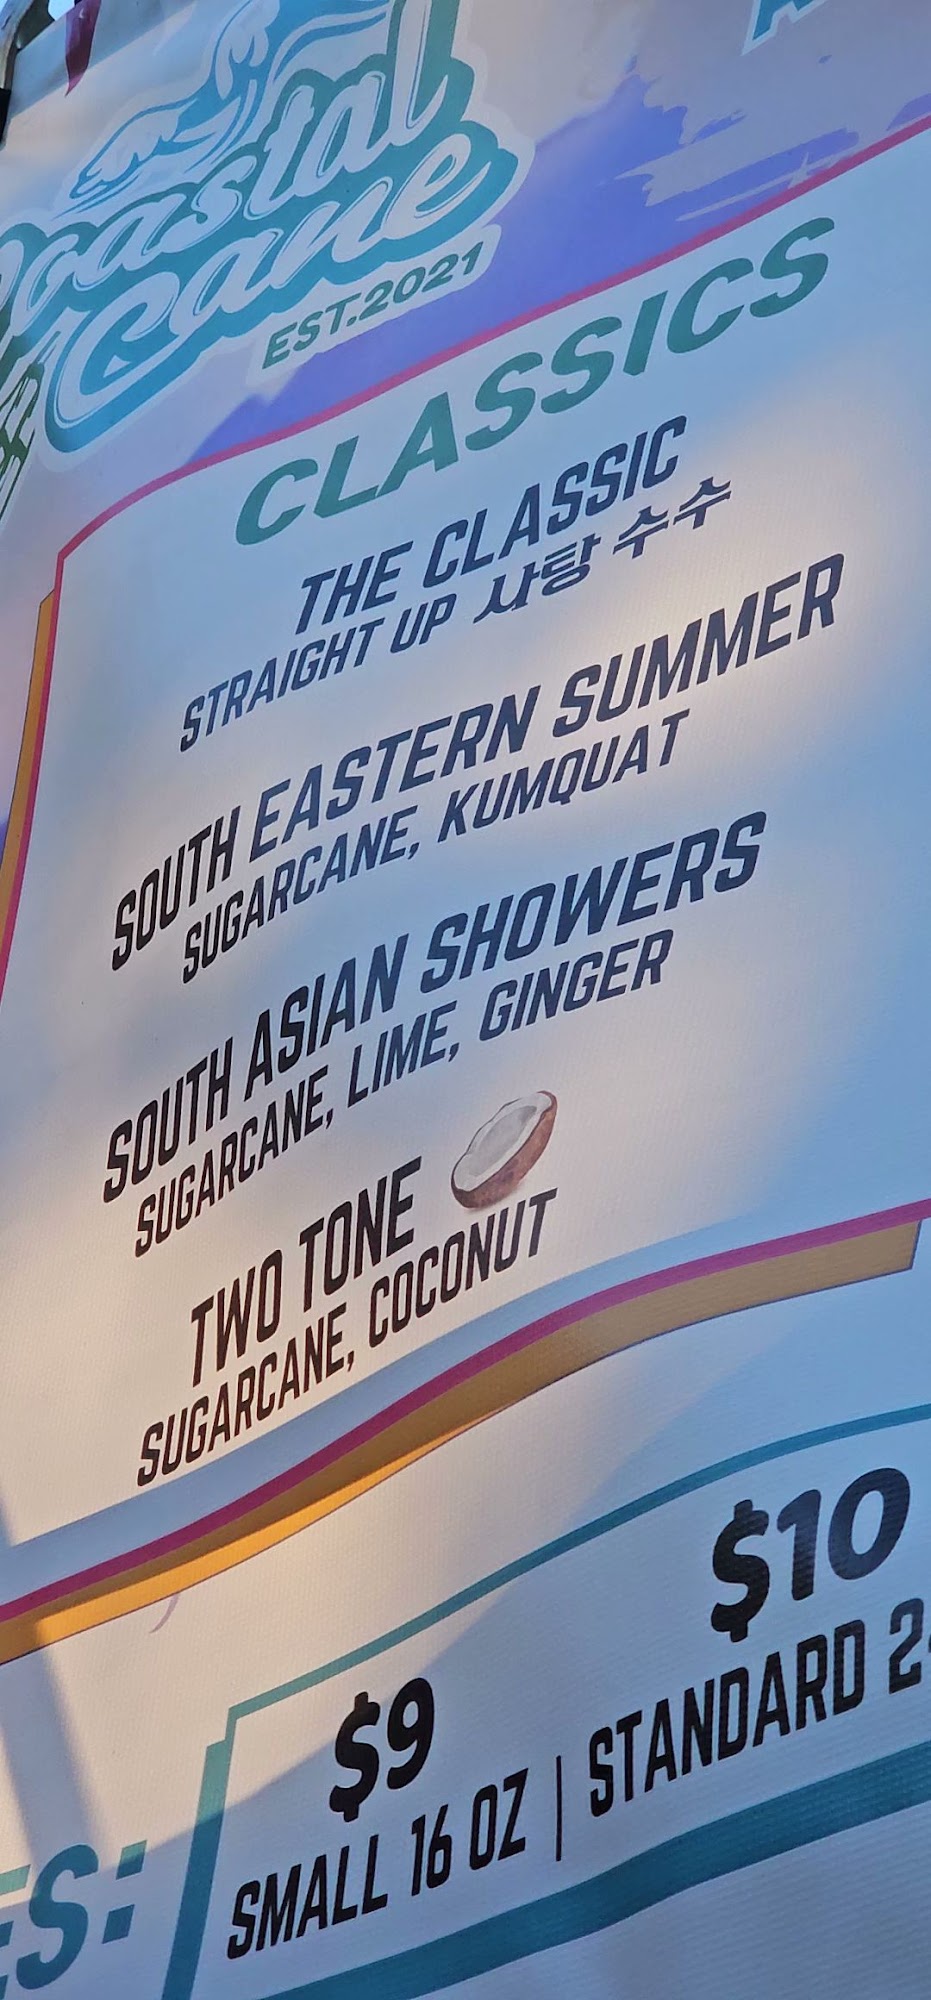 Coastal
Cane
EST.2021
CLASSICS
THE CLASSIC
STRAIGHT UP 사탕 수수
SOUTH EASTERN SUMMER
SUGARCANE, KUMQUAT
SOUTH ASIAN SHOWERS
SUGARCANE, LIME, GINGER
TWO TONE
SUGARCANE, COCONUT
$9
SMALL 16 OZ |
$10
STANDARD